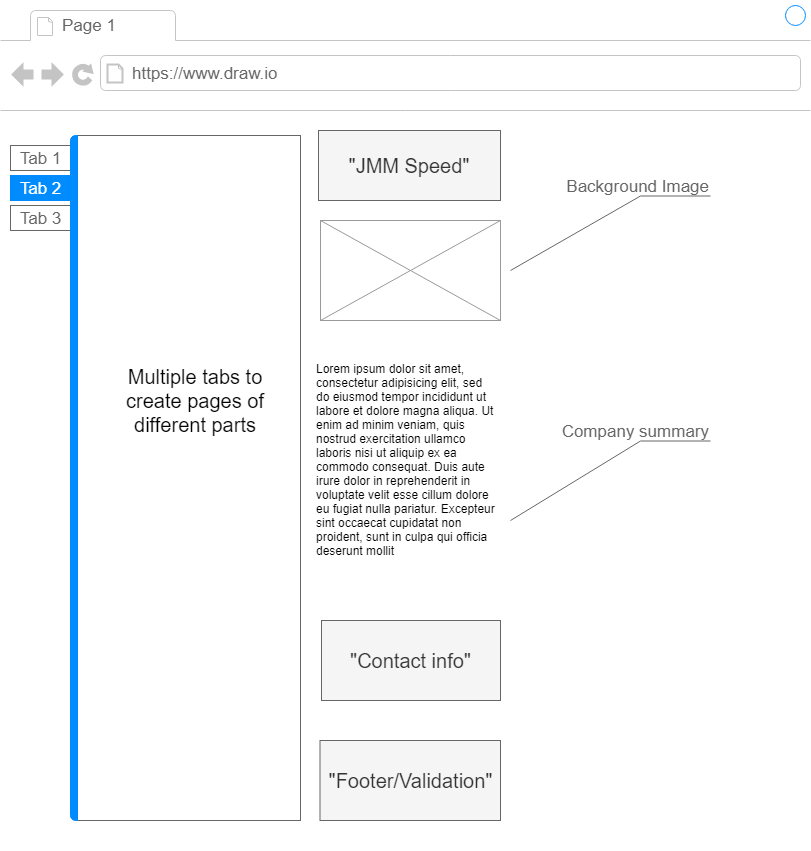 Page 1
https://www.draw.io
Tab 1
Tab 2
Tab 3
Multiple tabs to
create pages of
different parts
"JMM Speed"
Background Image
Lorem ipsum dolor sit amet,
consectetur adipisicing elit, sed
do eiusmod tempor incididunt ut
labore et dolore magna aliqua. Ut
enim ad minim veniam, quis
nostrud exercitation ullamco
laboris nisi ut aliquip ex ea
commodo consequat. Duis aute
irure dolor in reprehenderit in
voluptate velit esse cillum dolore
eu fugiat nulla pariatur. Excepteur
sint occaecat cupidatat non
proident, sunt in culpa qui officia
deserunt mollit
Company summary
"Contact info"
"Footer/Validation"